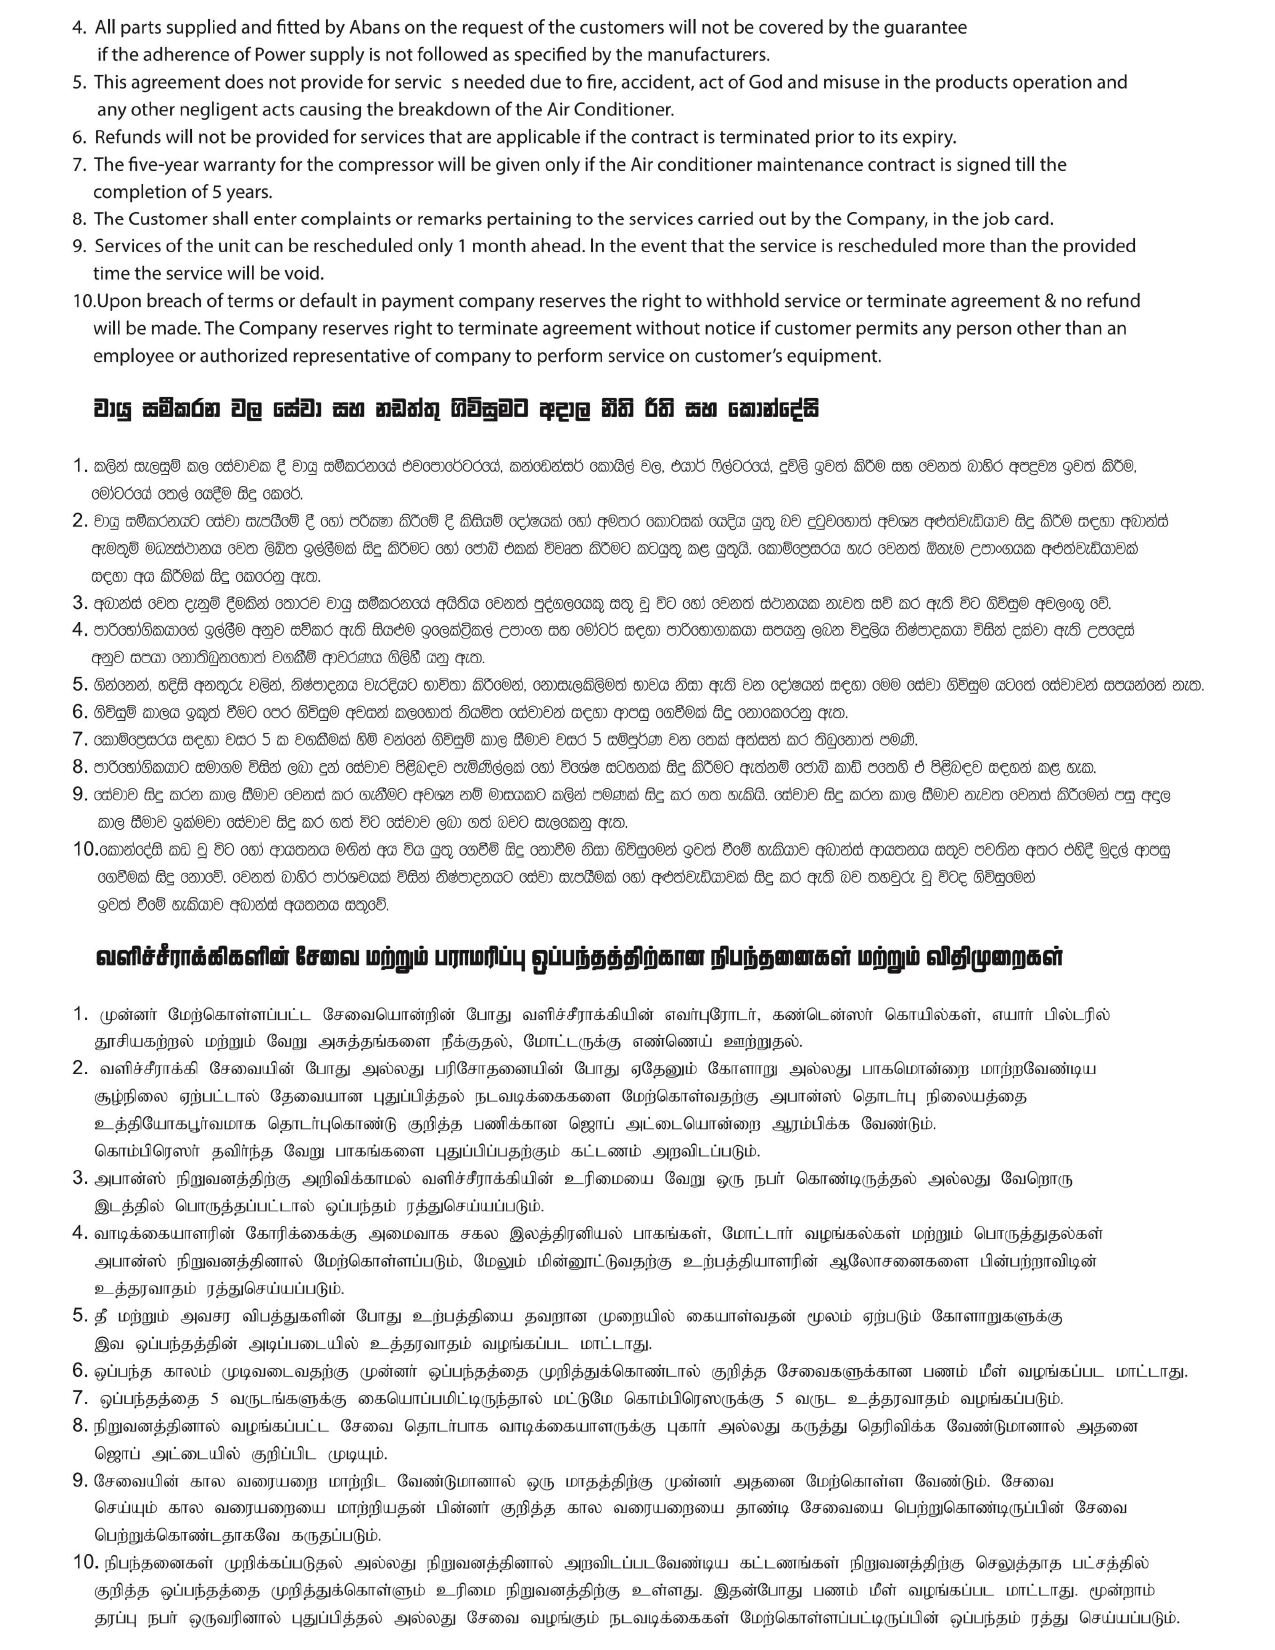 4. All parts supplied and fitted by Abans on the request of the customers will not be covered by the guarantee
if the adherence of Power supply is not followed as specified by the manufacturers.
5. This agreement does not provide for servic s needed due to fire, accident, act of God and misuse in the products operation and
any other negligent acts causing the breakdown of the Air Conditioner.
6. Refunds will not be provided for services that are applicable if the contract is terminated prior to its expiry.
7. The five-year warranty for the compressor will be given only if the Air conditioner maintenance contract is signed till the
completion of 5 years.
8. The Customer shall enter complaints or remarks pertaining to the services carried out by the Company, in the job card.
9. Services of the unit can be rescheduled only 1 month ahead. In the event that the service is rescheduled more than the provided
time the service will be void.
10.Upon breach of terms or default in payment company reserves the right to withhold service or terminate agreement & no refund
will be made. The Company reserves right to terminate agreement without notice if customer permits any person other than an
employee or authorized representative of company to perform service on customer's equipment.
වායු සමීකරන වල සේවා සහ නඩත්තු ගිවිසුමට අදාල නීති රීති සහ කොන්දේසි
1. කලින් සැලසුම් කල සේවාවක දී වායු සමීකරනයේ එවපොරේටරයේ, කන්ඩෙන්සර් කොයිල් වල, එයාර් ෆිල්ටරයේ, දූවිලි ඉවත් කිරීම සහ වෙනත් බාහිර අපද්‍රව්‍ය ඉවත් කිරීම,
මෝටරයේ තෙල් යෙදීම සිදු කෙරේ.
2. වායු සමීකරනයට සේවා සැපයීමේ දී හෝ පරීක්ෂා කිරීමේ දී කිසියම් දෝෂයක් හෝ අමතර කොටසක් යෙදිය යුතු බව දුටුවහොත් අවශ්‍ය අළුත්වැඩියාව සිදු කිරීම සඳහා අබාන්ස්
ඇමතුම් මධ්‍යස්ථානය වෙත ලිඛිත ඉල්ලීමක් සිදු කිරීමට හෝ ජොබ් එකක් විවෘත කිරීමට කටයුතු කළ යුතුයි. කොම්ප්‍රෙසරය හැර වෙනත් ඕනෑම උපාංගයක අළුත්වැඩියාවක්
සඳහා අය කිරීමක් සිදු කෙරෙනු ඇත.
3. අබාන්ස් වෙත දැනුම් දීමකින් තොරව වායු සමීකරනයේ අයිතිය වෙනත් පුද්ගලයෙකු සතු වූ විට හෝ වෙනත් ස්ථානයක නැවත සවි කර ඇති විට ගිවිසුම අවලංගු වේ.
4. පාරිභෝගිකයාගේ ඉල්ලීම අනුව සවිකර ඇති සියළුම ඉලෙක්ට්‍රිකල් උපාංග සහ මෝටර් සඳහා පාරිභොගාකයා සපයනු ලබන විදුලිය නිෂ්පාදකයා විසින් දක්වා ඇති උපදෙස්
අනුව සපයා නොතිබුනහොත් වගකීම් ආවරණය ගිලිහී යනු ඇත.
5. ගින්නෙන්, හදිසි අනතුරු වලින්, නිෂ්පාදනය වැරදියට භාවිතා කිරීමෙන්, නොසැලකිලිමත් භාවය නිසා ඇති වන දෝෂයන් සඳහා මෙම සේවා ගිවිසුම යටතේ සේවාවන් සපයන්නේ නැත.
6. ගිවිසුම් කාලය ඉකුත් වීමට පෙර ගිවිසුම අවසන් කලහොත් නියමිත සේවාවන් සඳහා ආපසු ගෙවීමක් සිදු නොකෙරෙනු ඇත.
7. කොම්ප්‍රෙසරය සඳහා වසර 5 ක වගකීමක් හිමි වන්නේ ගිවිසුම් කාල සීමාව වසර 5 සම්පූර්ණ වන තෙක් අත්සන් කර තිබුනොත් පමණි.
8. පාරිභෝගිකයාට සමාගම විසින් ලබා දුන් සේවාව පිළිබඳව පැමිණිල්ලක් හෝ විශේෂ සටහනක් සිදු කිරීමට ඇත්නම් ජොබ් කාඩ් පතෙහි ඒ පිළිබඳව සඳහන් කළ හැක.
9. සේවාව සිදු කරන කාල සීමාව වෙනස් කර ගැනීමට අවශ්‍ය නම් මාසයකට කලින් පමණක් සිදු කර ගත හැකියි. සේවාව සිදු කරන කාල සීමාව නැවත වෙනස් කිරීමෙන් පසු අදාල
කාල සීමාව ඉක්මවා සේවාව සිදු කර ගත් විට සේවාව ලබා ගත් බවට සැලකෙනු ඇත.
10.කොන්දේසි කඩ වූ විට හෝ ආයතනය මඟින් අය විය යුතු ගෙවීම් සිදු නොවීම නිසා ගිවිසුමෙන් ඉවත් වීමේ හැකියාව අබාන්ස් ආයතනය සතුව පවතින අතර එහිදී මුදල් ආපසු
ගෙවීමක් සිදු නොවේ. වෙනත් බාහිර පාර්ශවයක් විසින් නිෂ්පාදනයට සේවා සැපයීමක් හෝ අළුත්වැඩියාවක් සිදු කර ඇති බව තහවුරු වූ විටද ගිවිසුමෙන්
ඉවත් වීමේ හැකියාව අබාන්ස් අයතනය සතුවේ.
வளிச்சீராக்கிகளின் சேவை மற்றும் பராமரிப்பு ஒப்பந்தத்திற்கான நிபந்தனைகள் மற்றும் விதிமுறைகள்
1. முன்னர் மேற்கொள்ளப்பட்ட சேவையொன்றின் போது வளிச்சீராக்கியின் எவர்புரோடர், கண்டென்ஸர் கொயில்கள், எயார் பில்டரில்
தூசியகற்றல் மற்றும் வேறு அசுத்தங்களை நீக்குதல், மோட்டருக்கு எண்ணெய் ஊற்றுதல்.
2. வளிச்சீராக்கி சேவையின் போது அல்லது பரிசோதனையின் போது ஏதேனும் கோளாறு அல்லது பாகமொன்றை மாற்றவேண்டிய
சூழ்நிலை ஏற்பட்டால் தேவையான புதுப்பித்தல் நடவடிக்கைகளை மேற்கொள்வதற்கு அபான்ஸ் தொடர்பு நிலையத்தை
உத்தியோகபூர்வமாக தொடர்புகொண்டு குறித்த பணிக்கான ஜொப் அட்டையொன்றை ஆரம்பிக்க வேண்டும்.
கொம்பிரெஸர் தவிர்ந்த வேறு பாகங்களை புதுப்பிப்பதற்கும் கட்டணம் அறவிடப்படும்.
3. அபான்ஸ் நிறுவனத்திற்கு அறிவிக்காமல் வளிச்சீராக்கியின் உரிமையை வேறு ஒரு நபர் கொண்டிருத்தல் அல்லது வேறொரு
இடத்தில் பொருத்தப்பட்டால் ஒப்பந்தம் ரத்துசெய்யப்படும்.
4. வாடிக்கையாளரின் கோரிக்கைக்கு அமைவாக சகல இலத்திரனியல் பாகங்கள், மோட்டார் வழங்கல்கள் மற்றும் பொருத்துதல்கள்
அபான்ஸ் நிறுவனத்தினால் மேற்கொள்ளப்படும், மேலும் மின்னூட்டுவதற்கு உற்பத்தியாளரின் ஆலோசனைகளை பின்பற்றாவிடின்
உத்தரவாதம் ரத்துசெய்யப்படும்.
5. தீ மற்றும் அவசர விபத்துகளின் போது உற்பத்தியை தவறான முறையில் கையாள்வதன் மூலம் ஏற்படும் கோளாறுகளுக்கு
இவ ஒப்பந்தத்தின் அடிப்படையில் உத்தரவாதம் வழங்கப்பட மாட்டாது.
6. ஒப்பந்த காலம் முடிவடைவதற்கு முன்னர் ஒப்பந்தத்தை முறித்துக்கொண்டால் குறித்த சேவைகளுக்கான பணம் மீள் வழங்கப்பட மாட்டாது.
7. ஒப்பந்தத்தை 5 வருடங்களுக்கு கையொப்பமிட்டிருந்தால் மட்டுமே கொம்பிரெஸருக்கு 5 வருட உத்தரவாதம் வழங்கப்படும்.
8. நிறுவனத்தினால் வழங்கப்பட்ட சேவை தொடர்பாக வாடிக்கையாளருக்கு புகார் அல்லது கருத்து தெரிவிக்க வேண்டுமானால் அதனை
ஜொப் அட்டையில் குறிப்பிட முடியும்.
9. சேவையின் கால வரையறை மாற்றிட வேண்டுமானால் ஒரு மாதத்திற்கு முன்னர் அதனை மேற்கொள்ள வேண்டும். சேவை
செய்யும் கால வரையறையை மாற்றியதன் பின்னர் குறித்த கால வரையறையை தாண்டி சேவையை பெற்றுகொண்டிருப்பின் சேவை
பெற்றுக்கொண்டதாகவே கருதப்படும்.
10. நிபந்தனைகள் முறிக்கப்படுதல் அல்லது நிறுவனத்தினால் அறவிடப்படவேண்டிய கட்டணங்கள் நிறுவனத்திற்கு செலுத்தாத பட்சத்தில்
குறித்த ஒப்பந்தத்தை முறித்துக்கொள்ளும் உரிமை நிறுவனத்திற்கு உள்ளது. இதன்போது பணம் மீள் வழங்கப்பட மாட்டாது. மூன்றாம்
தரப்பு நபர் ஒருவரினால் புதுப்பித்தல் அல்லது சேவை வழங்கும் நடவடிக்கைகள் மேற்கொள்ளப்பட்டிருப்பின் ஒப்பந்தம் ரத்து செய்யப்படும்.